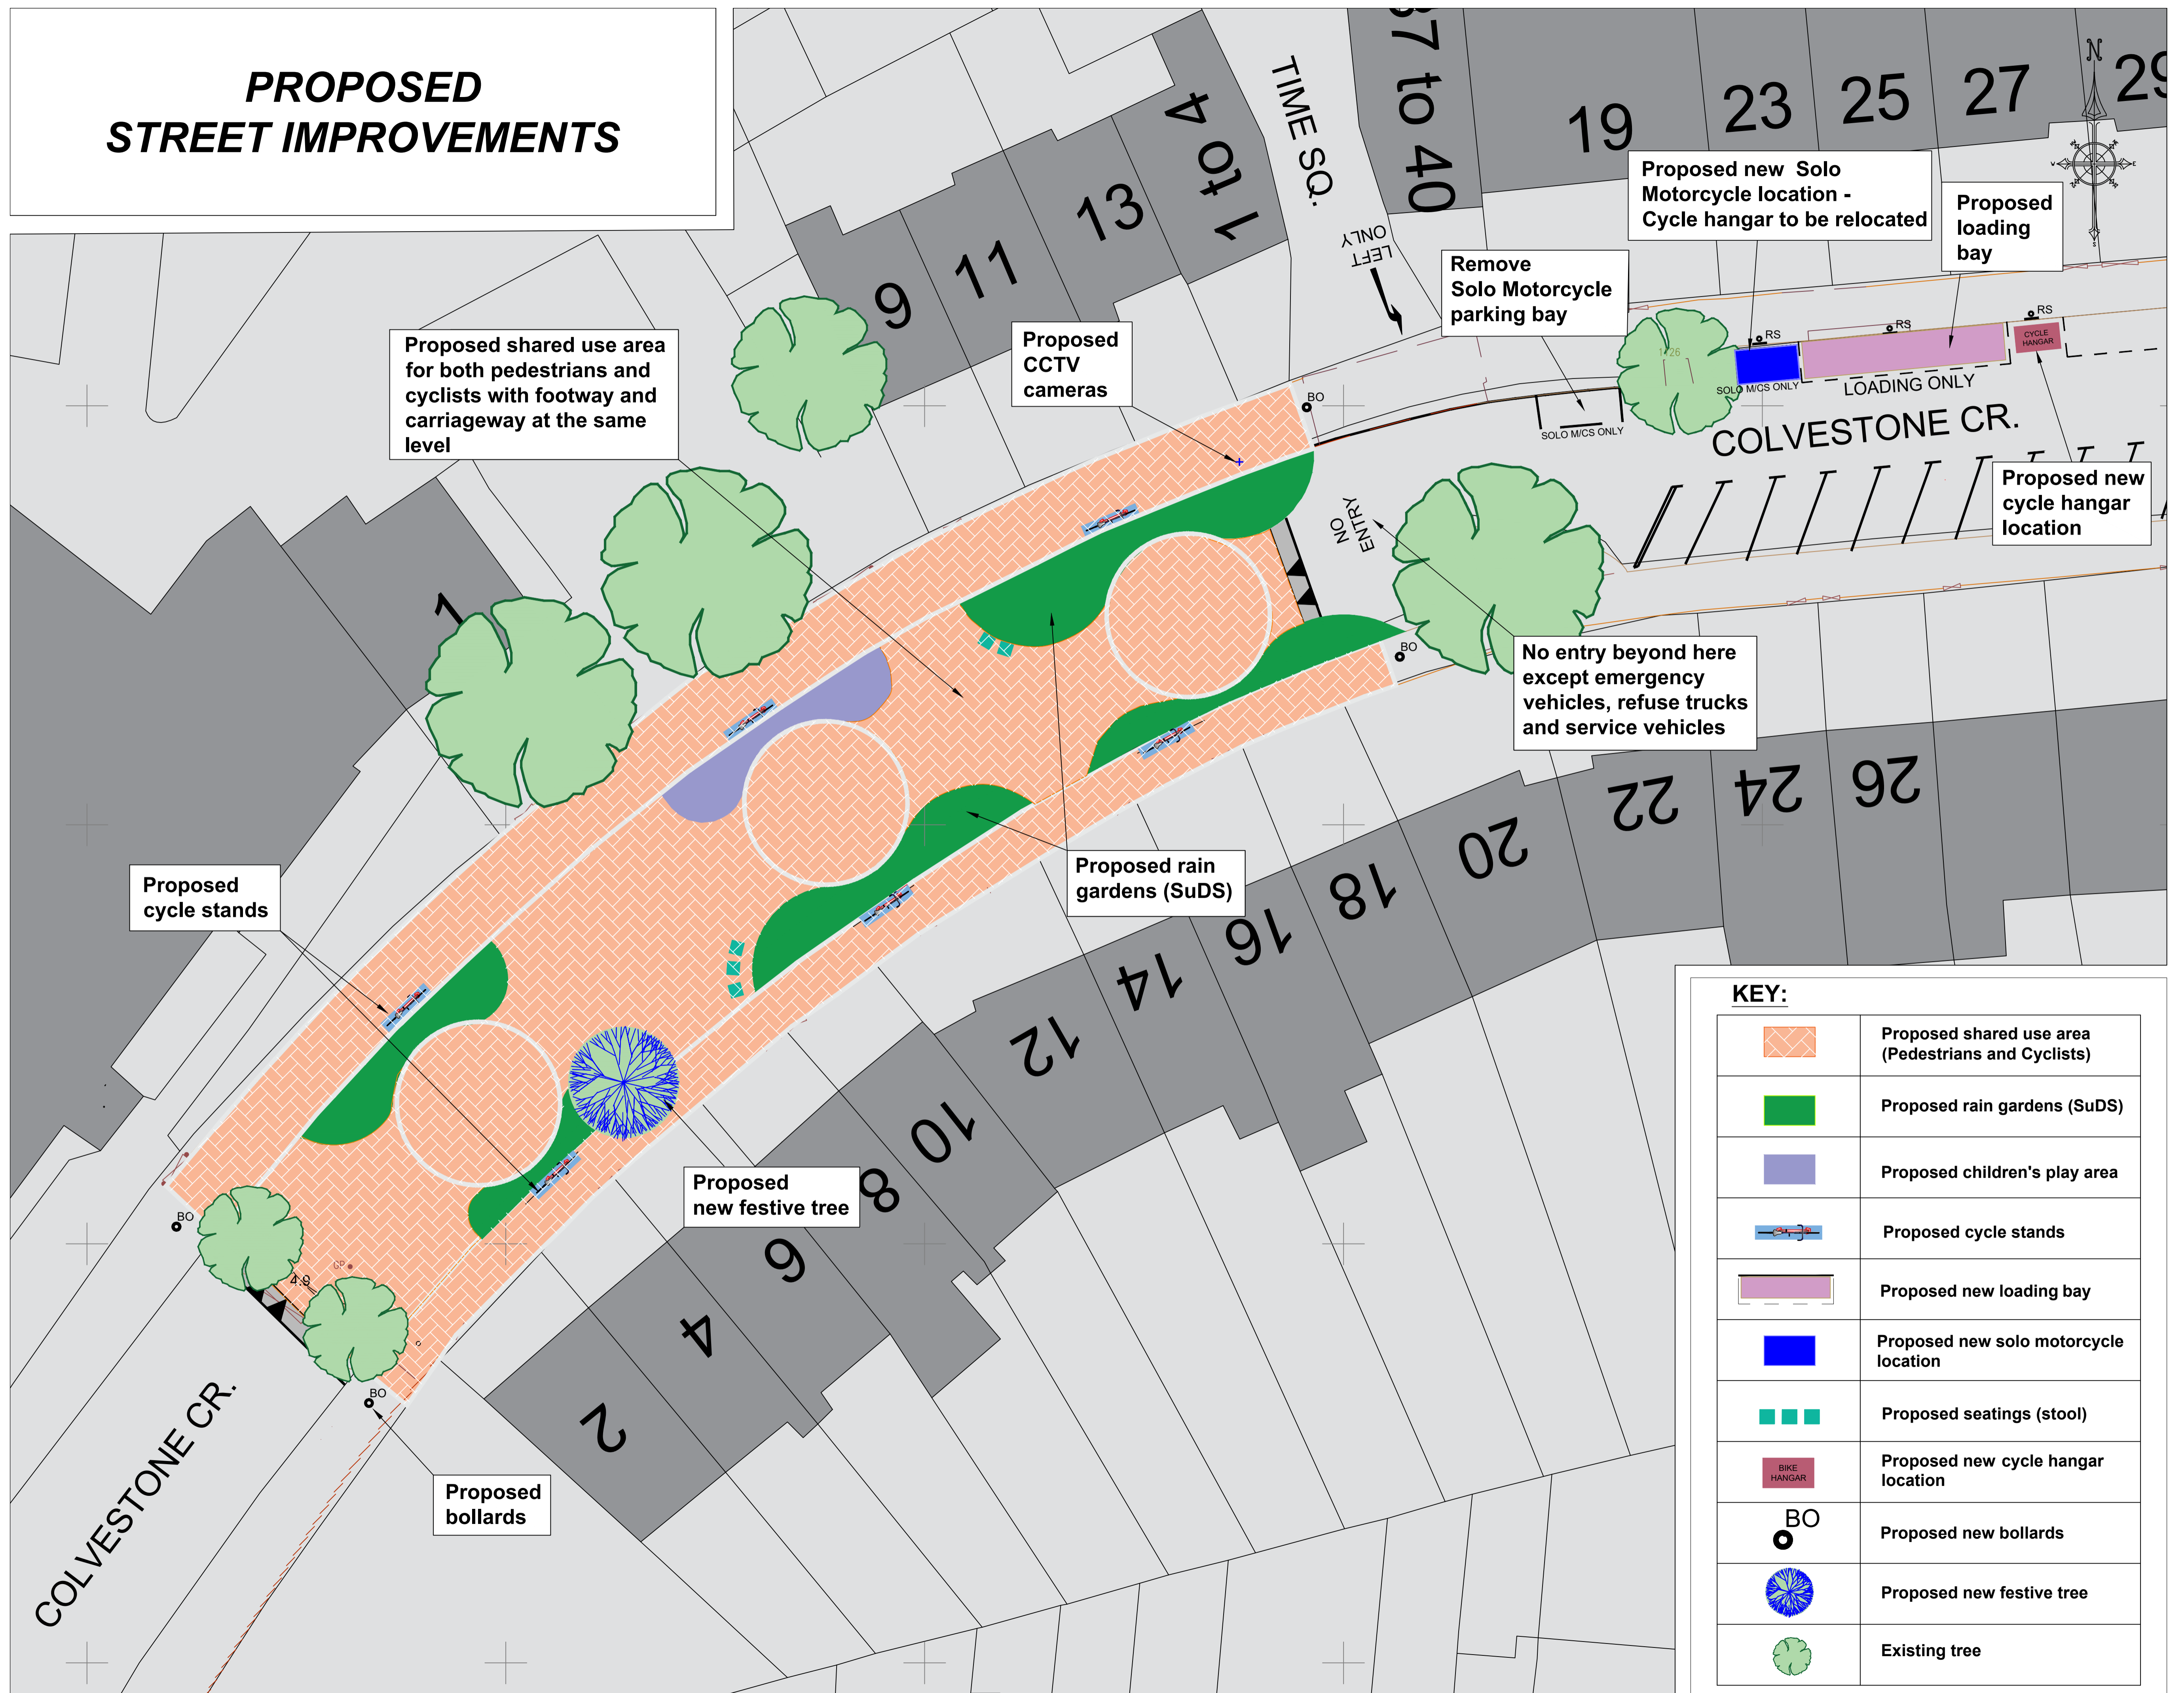 PROPOSED
STREET IMPROVEMENTS
TIME SQ.
37 to 40
19
23
25
27
29
N
W
E
S
1 to 4
13
11
9
1
LEFT
ONLY
Proposed new Solo
Motorcycle location -
Cycle hangar to be relocated
Proposed
loading
bay
Remove
Solo Motorcycle
parking bay
Proposed
CCTV
cameras
Proposed shared use area
for both pedestrians and
cyclists with footway and
carriageway at the same
level
RS
RS
RS
CYCLE
HANGAR
1726
SOLO M/CS ONLY
LOADING ONLY
SOLO M/CS ONLY
COLVESTONE CR.
BO
NO
ENTRY
Proposed new
cycle hangar
location
BO
No entry beyond here
except emergency
vehicles, refuse trucks
and service vehicles
Proposed rain
gardens (SuDS)
Proposed
cycle stands
26
24
22
20
18
16
14
12
10
8
6
4
2
Proposed
new festive tree
BO
GP
4.9
BO
Proposed
bollards
COLVESTONE CR.
KEY:
Proposed shared use area
(Pedestrians and Cyclists)
Proposed rain gardens (SuDS)
Proposed children's play area
Proposed cycle stands
Proposed new loading bay
Proposed new solo motorcycle
location
Proposed seatings (stool)
BIKE
HANGAR
Proposed new cycle hangar
location
BO
Proposed new bollards
Proposed new festive tree
Existing tree